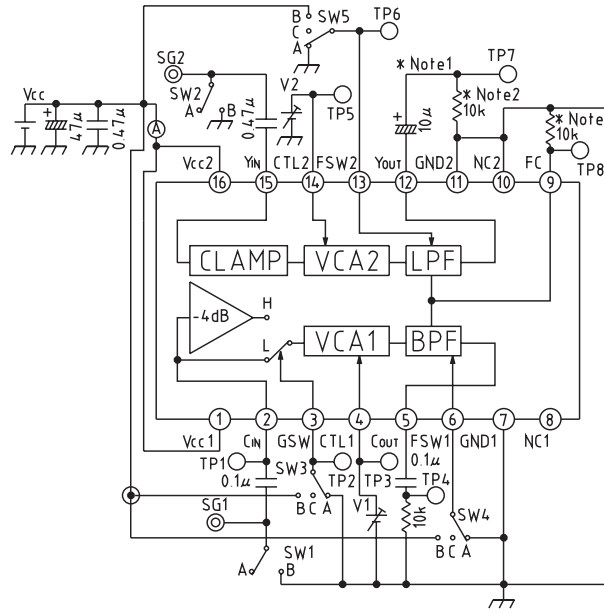 B
C
A
SW5
TP6
SG2
SW2
A
B
0.47μ
V2
TP5
* Note1
TP7
* Note2
10k
10μ
* Note
10k
TP8
Vcc
+
47μ
0.47μ
A
+
Vcc2
YIN
CTL2
FSW2
YOUT
GND2
NC2
FC
16
15
14
13
12
11
10
9
CLAMP
VCA2
LPF
-4dB
H
L
VCA1
BPF
1
2
3
4
5
6
7
8
Vcc1
CIN
GSW
CTL1
COUT
FSW1
GND1
NC1
TP1
0.1μ
SW3
TP2
TP3
0.1μ
TP4
B C A
V1
10k
SW4
B C A
SG1
SW1
A
B